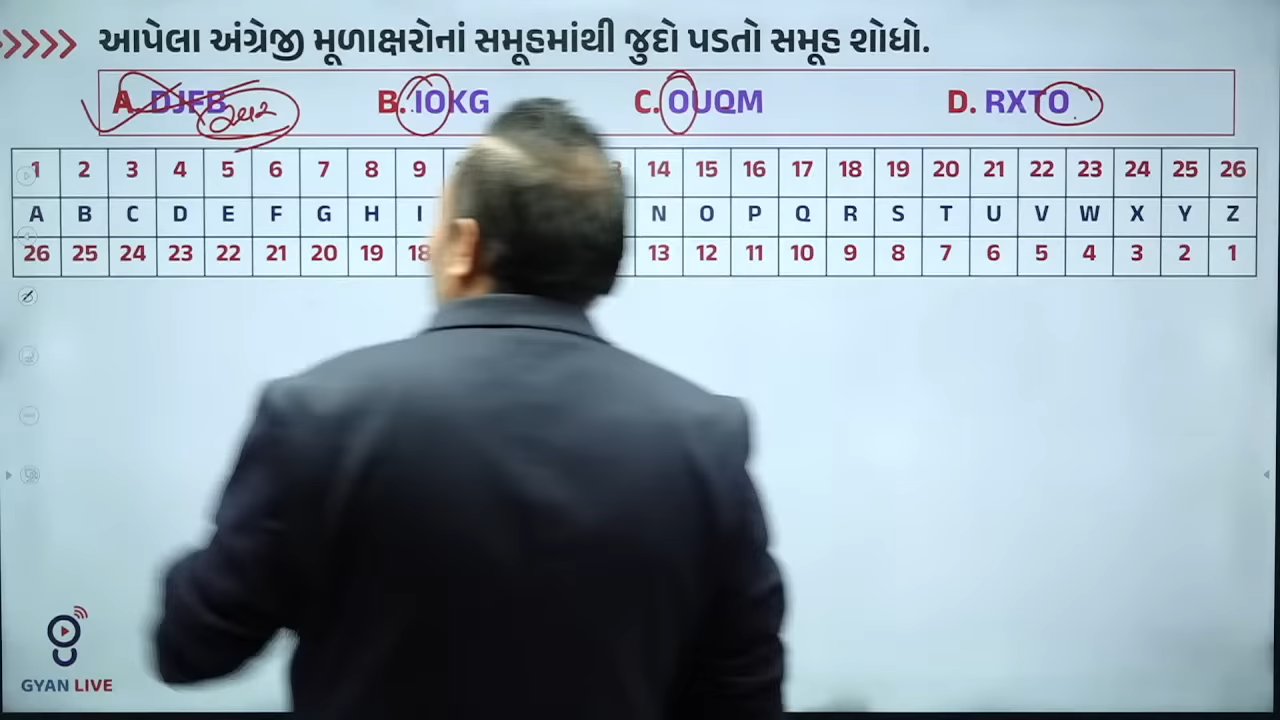 આપેલા અંગ્રેજી મૂળાક્ષરોનાં સમૂહમાંથી જુદો પડતો સમૂહ શોધો.
A. DJFB B. IOKG C. OUQM D. RXTO
1 2 3 4 5 6 7 8 9 14 15 16 17 18 19 20 21 22 23 24 25 26
A B C D E F G H I N O P Q R S T U V W X Y Z
26 25 24 23 22 21 20 19 18 13 12 11 10 9 8 7 6 5 4 3 2 1
GYAN LIVE